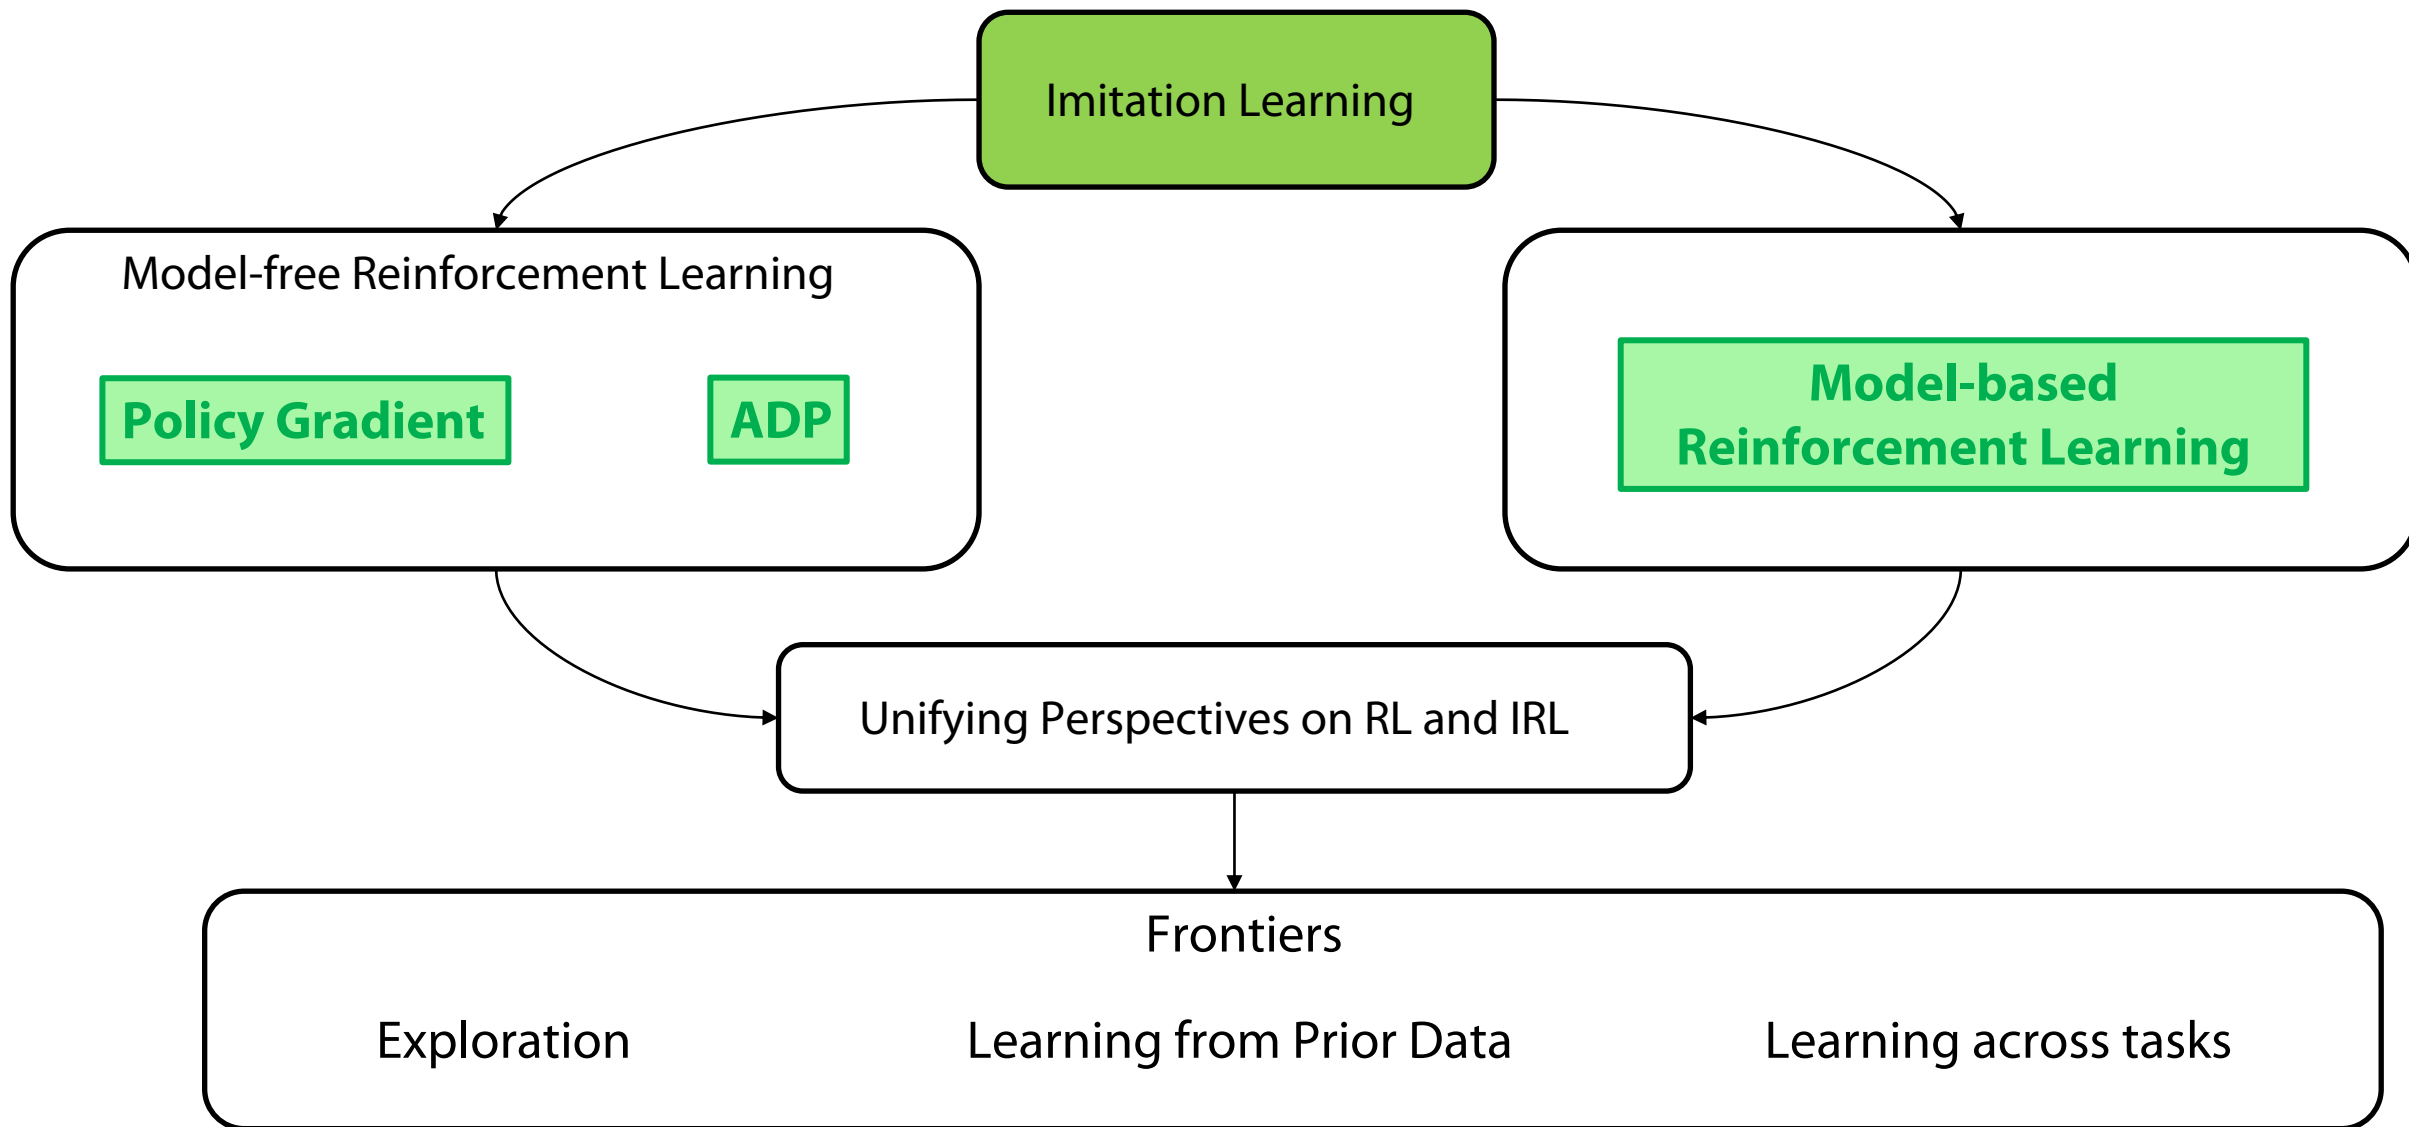 Imitation Learning
Model-free Reinforcement Learning
Policy Gradient
ADP
Model-based
Reinforcement Learning
Unifying Perspectives on RL and IRL
Frontiers
Exploration
Learning from Prior Data
Learning across tasks